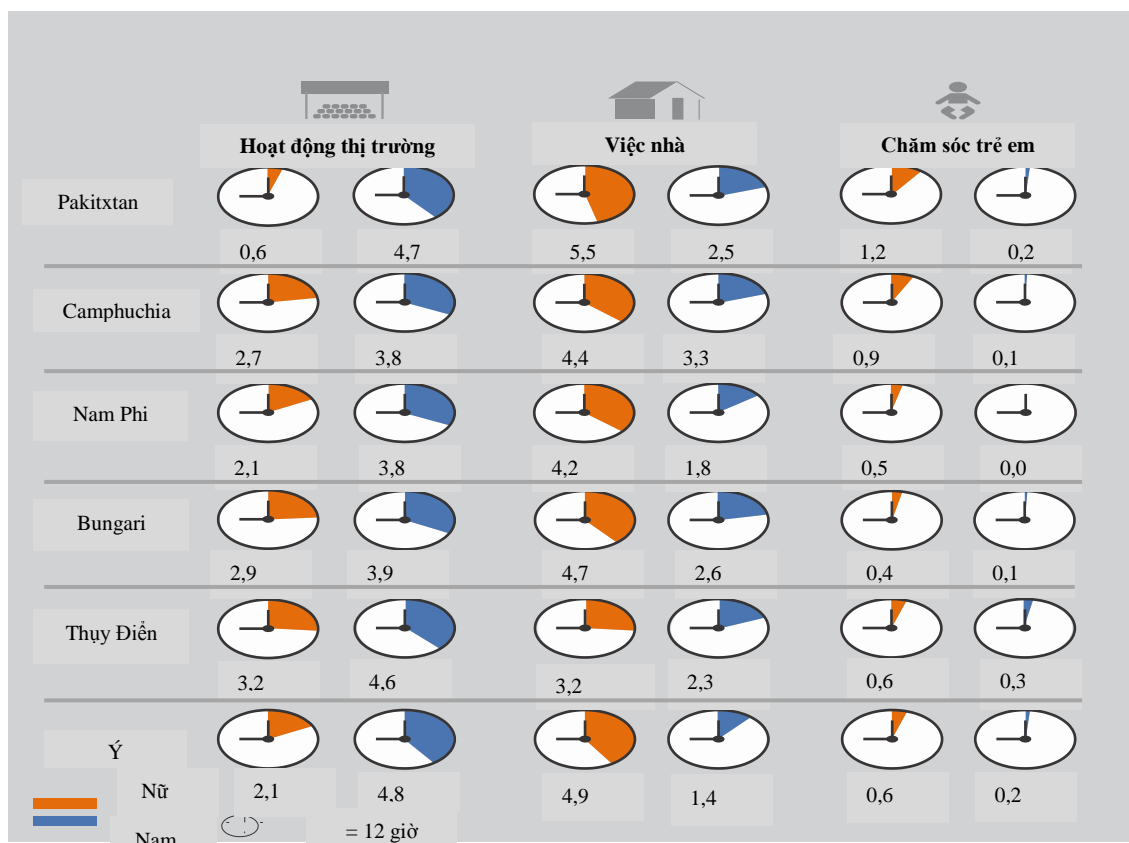 Hoạt động thị trường
Việc nhà
Chăm sóc trẻ em
Pakitxtan
0,6 4,7 5,5 2,5 1,2 0,2
Camphuchia
2,7 3,8 4,4 3,3 0,9 0,1
Nam Phi
2,1 3,8 4,2 1,8 0,5 0,0
Bungari
2,9 3,9 4,7 2,6 0,4 0,1
Thụy Điển
3,2 4,6 3,2 2,3 0,6 0,3
Ý
2,1 4,8 4,9 1,4 0,6 0,2
Nữ
Nam
= 12 giờ